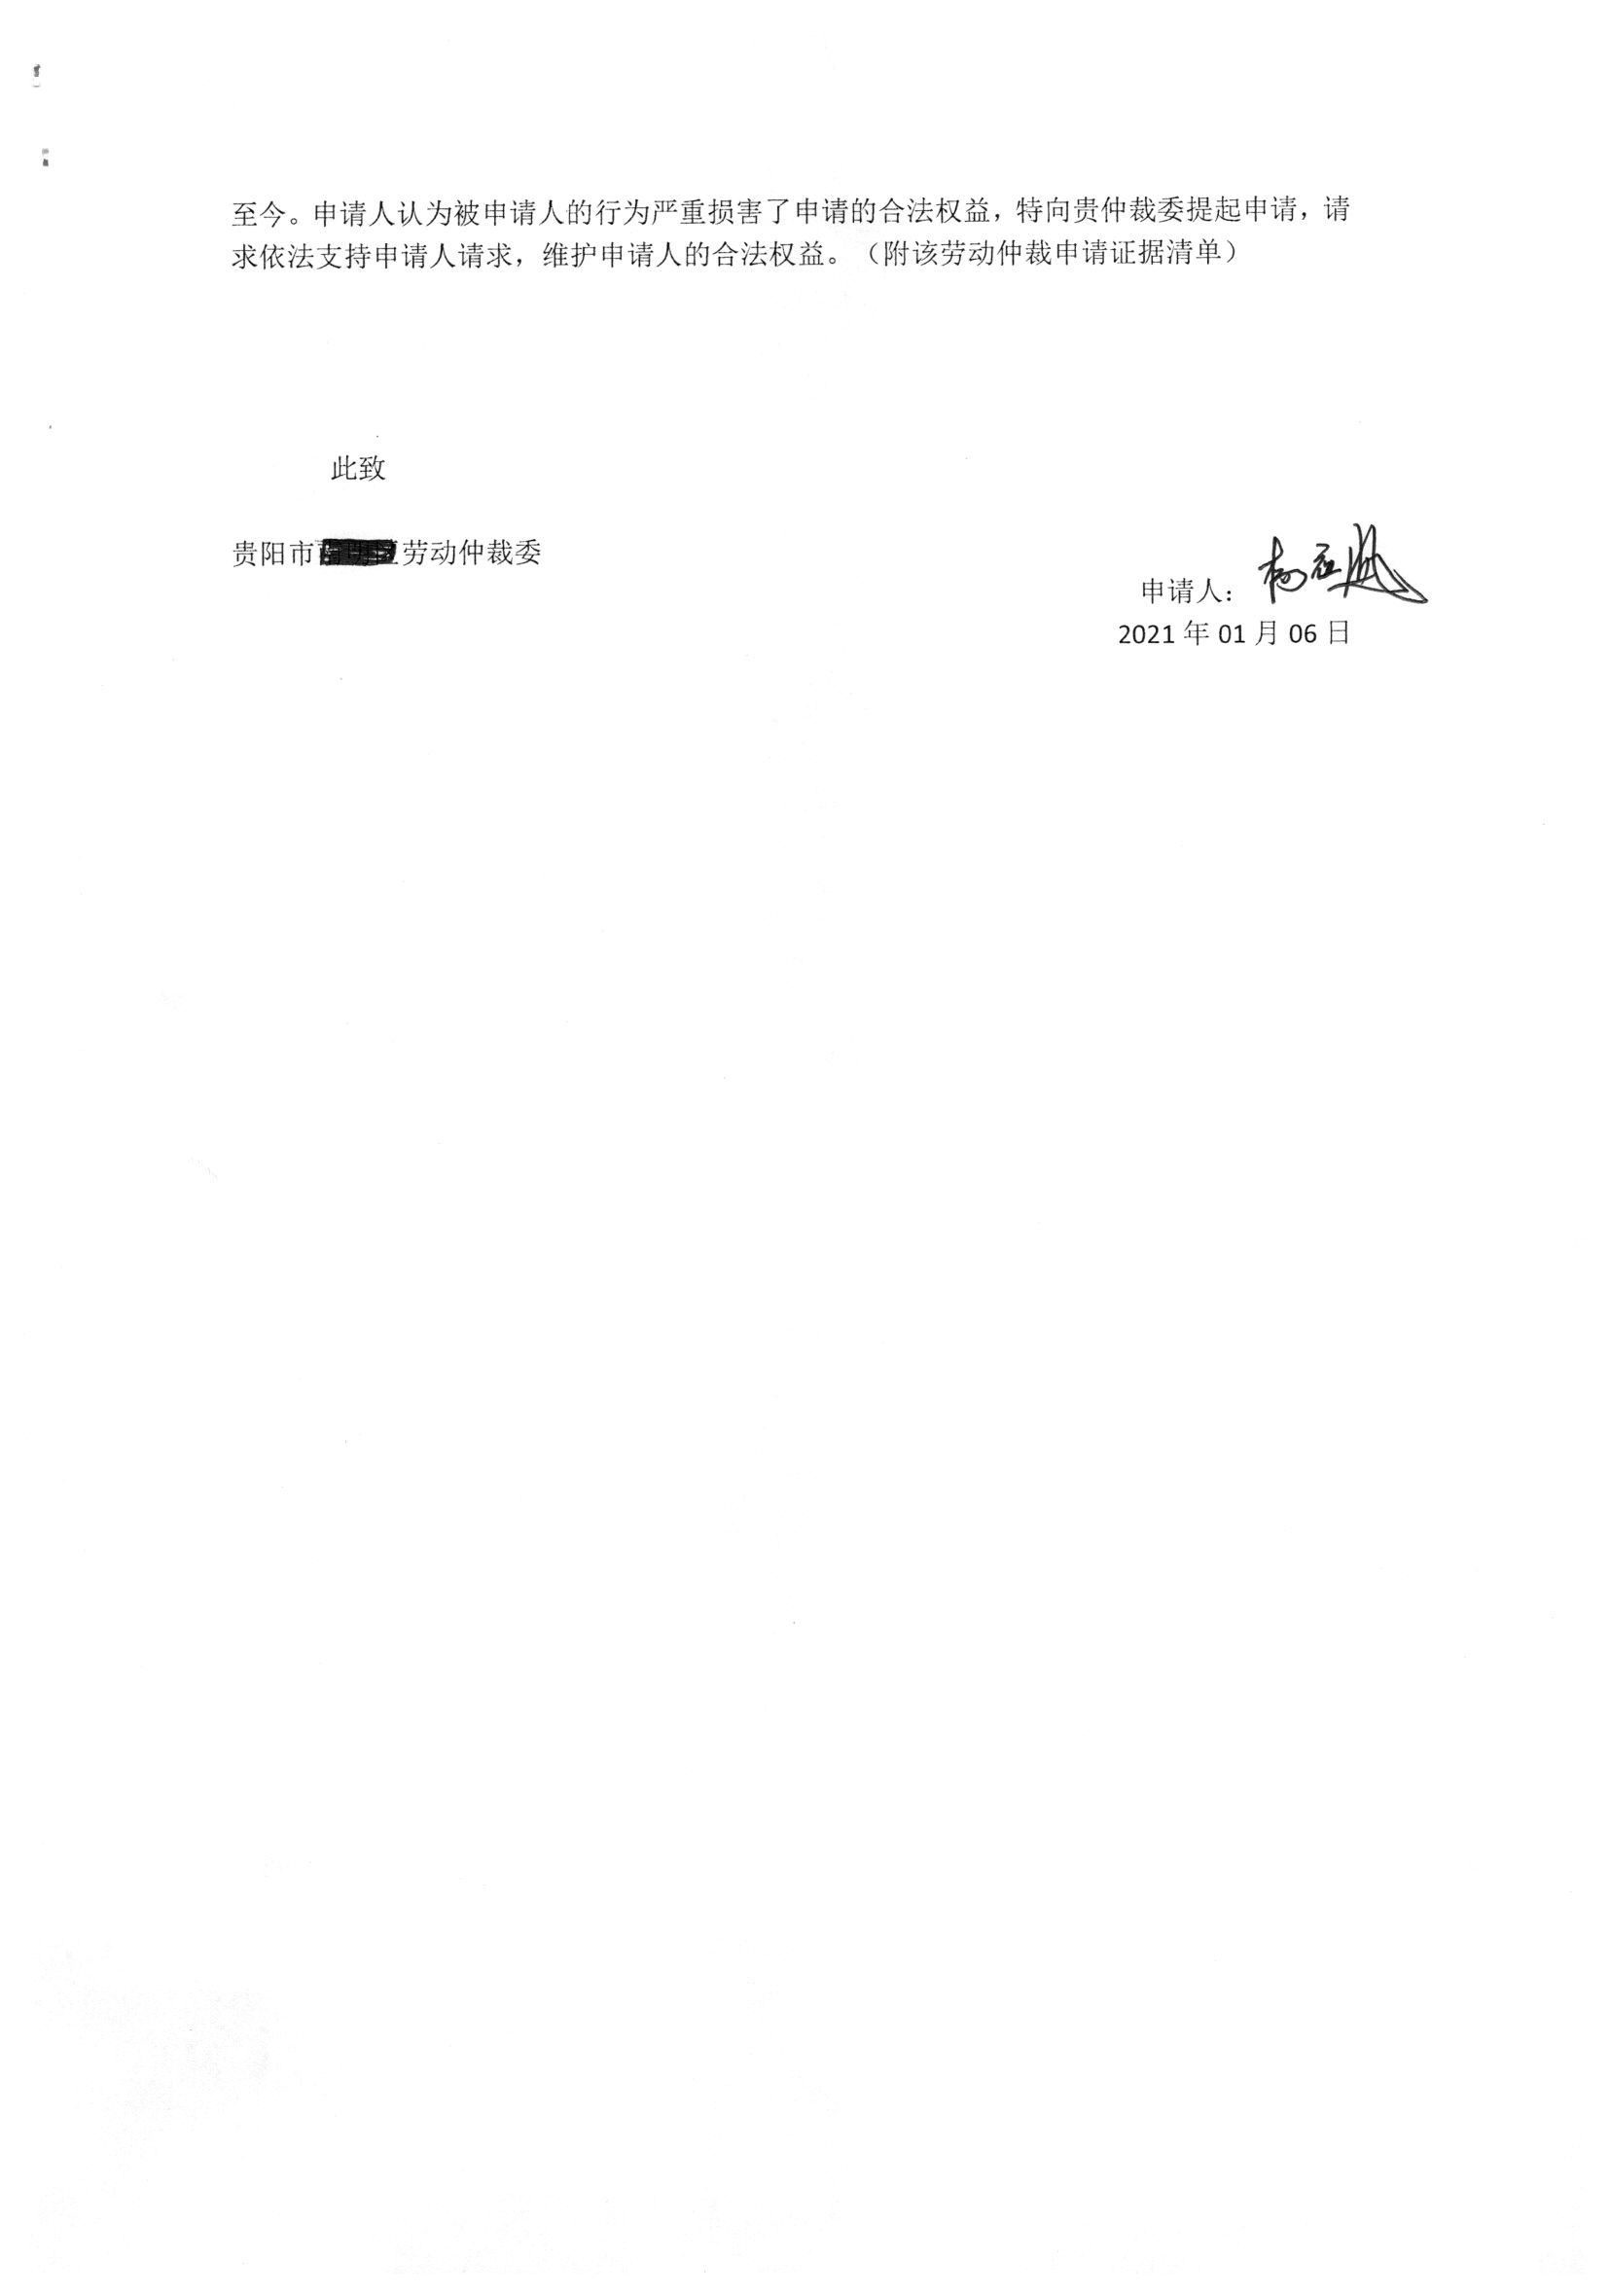 至今。申请人认为被申请人的行为严重损害了申请的合法权益，特向贵仲裁委提起申请，请
求依法支持申请人请求，维护申请人的合法权益。（附该劳动仲裁申请证据清单）
此致
贵阳市劳动仲裁委
申请人：
2021 年 01 月 06 日